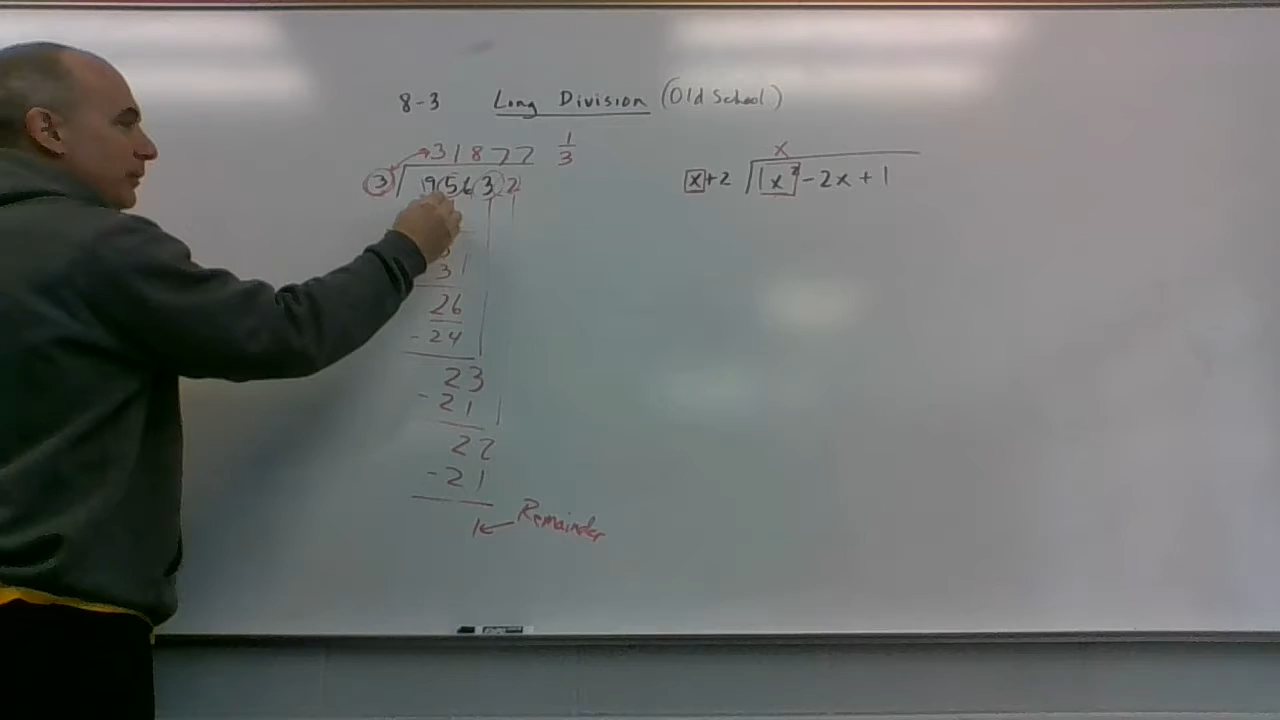 8-3 Long Division (Old School)
31877 1/3
3 95632
31
26
-24
23
-21
22
-21
1 ← Remainder
x
x+2 x²-2x+1